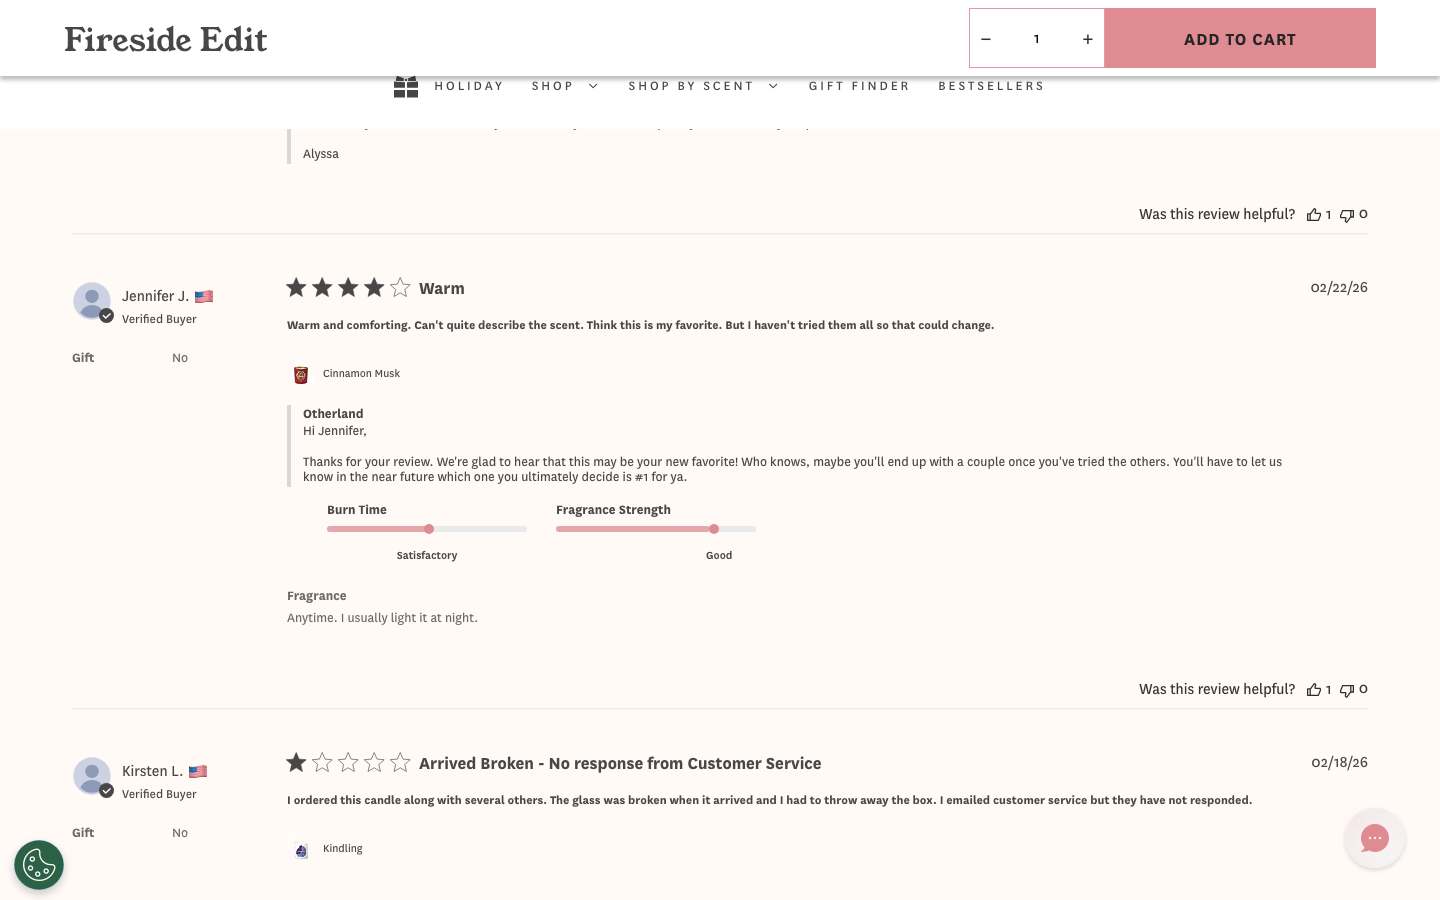 Fireside Edit
1
ADD TO CART
HOLIDAY SHOP SHOP BY SCENT GIFT FINDER BESTSELLERS
Alyssa
Was this review helpful? 1 0
Jennifer J.
Verified Buyer
Gift No
Warm
02/22/26
Warm and comforting. Can't quite describe the scent. Think this is my favorite. But I haven't tried them all so that could change.
Cinnamon Musk
Otherland
Hi Jennifer,
Thanks for your review. We're glad to hear that this may be your new favorite! Who knows, maybe you'll end up with a couple once you've tried the others. You'll have to let us
know in the near future which one you ultimately decide is #1 for ya.
Burn Time Fragrance Strength
Satisfactory Good
Fragrance
Anytime. I usually light it at night.
Was this review helpful? 1 0
Kirsten L.
Verified Buyer
Gift No
Arrived Broken - No response from Customer Service
02/18/26
I ordered this candle along with several others. The glass was broken when it arrived and I had to throw away the box. I emailed customer service but they have not responded.
Kindling